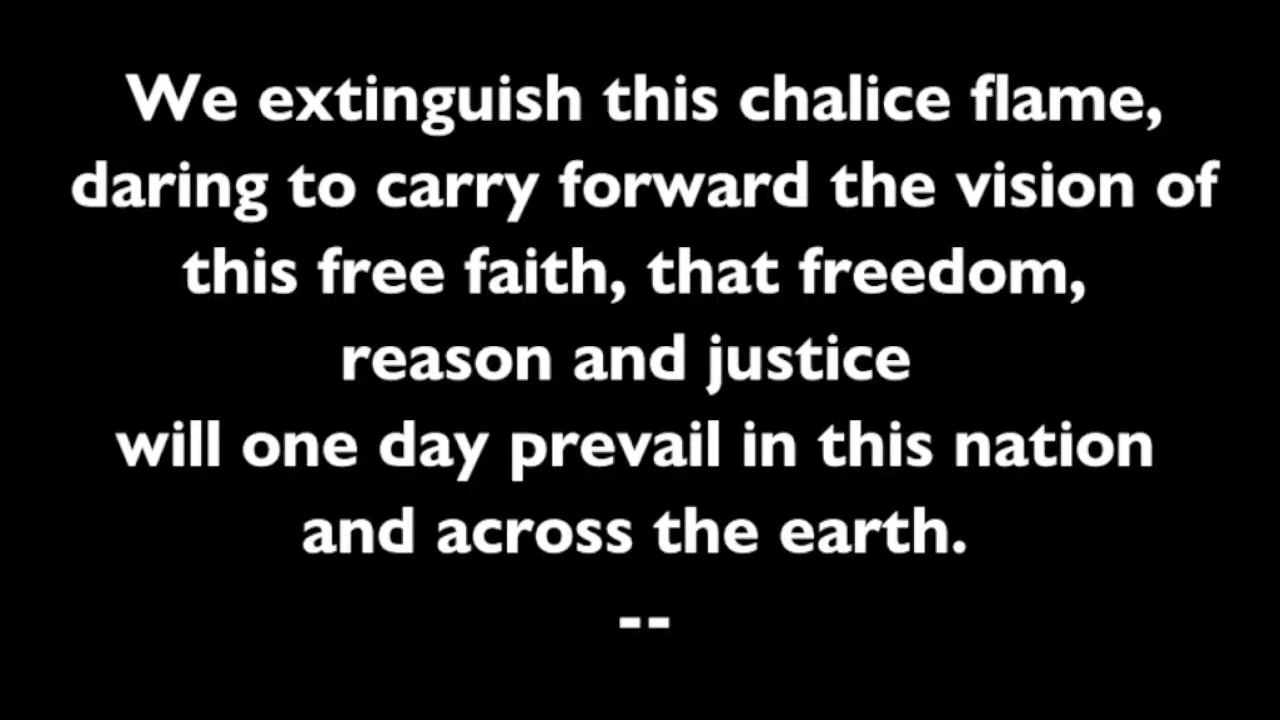 We extinguish this chalice flame,
daring to carry forward the vision of
this free faith, that freedom,
reason and justice
will one day prevail in this nation
and across the earth.
--